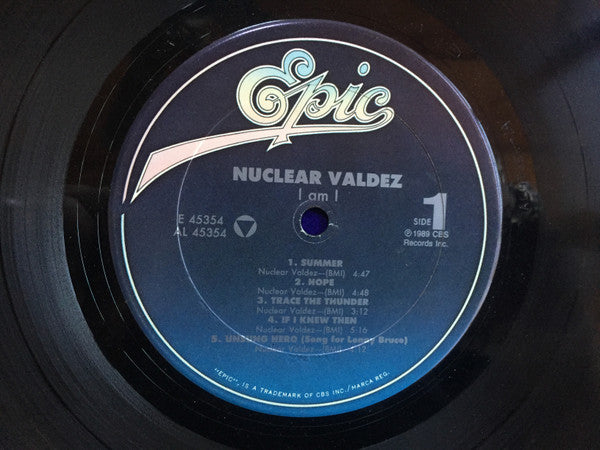 Epic
NUCLEAR VALDEZ
I am I
E 45354
AL 45354
SIDE 1
℗ 1989 CBS
Records Inc.
1. SUMMER
Nuclear Valdez—(BMI) 4:47
2. HOPE
Nuclear Valdez—(BMI) 4:48
3. TRACE THE THUNDER
Nuclear Valdez—(BMI) 3:12
4. IF I KNEW THEN
Nuclear Valdez—(BMI) 5:16
5. UNSUNG HERO (Song for Lenny Bruce)
Nuclear Valdez—(BMI)
"EPIC", IS A TRADEMARK OF CBS INC./MARCA REG.